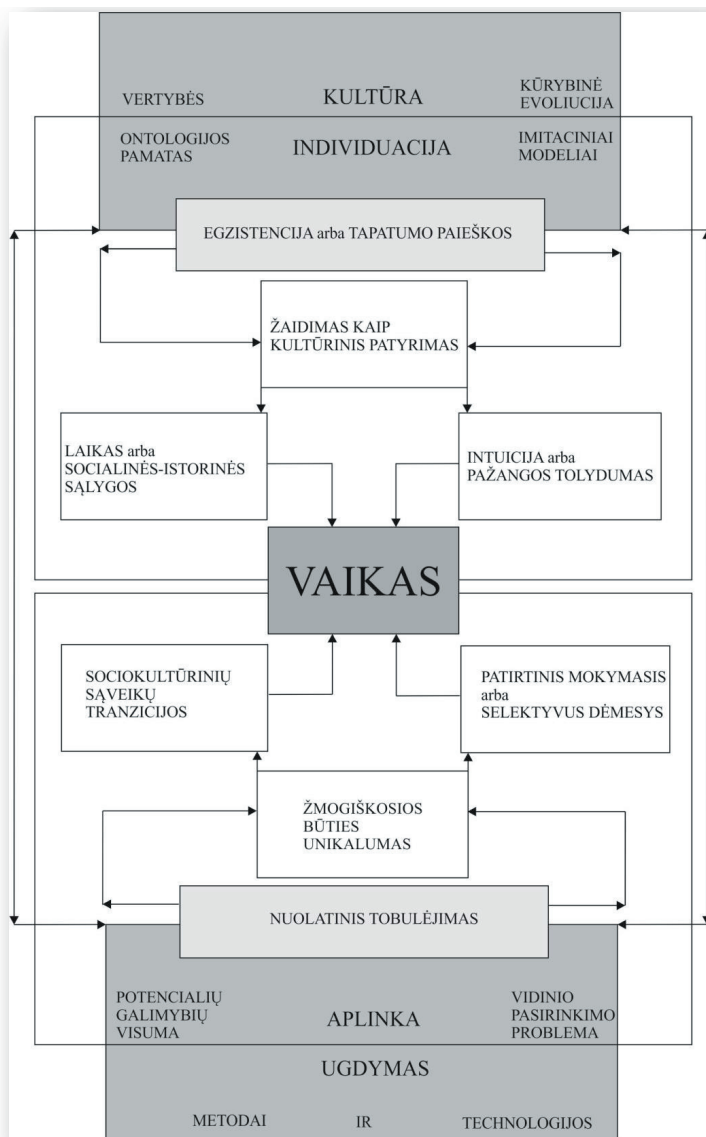 VERTYBĖS
KULTŪRA
KŪRYBINĖ
EVOLIUCIJA
ONTOLOGIJOS
PAMATAS
INDIVIDUACIJA
IMITACINIAI
MODELIAI
EGZISTENCIJA arba TAPATUMO PAIEŠKOS
ŽAIDIMAS KAIP
KULTŪRINIS PATYRIMAS
LAIKAS arba
SOCIALINĖS-ISTORINĖS
SĄLYGOS
INTUICIJA arba
PAŽANGOS TOLYDUMAS
VAIKAS
SOCIOKULTŪRINIŲ
SĄVEIKŲ
TRANZICIJOS
PATIRTINIS MOKYMASIS
arba
SELEKTYVUS DĖMESYS
ŽMOGIŠKOSIOS
BŪTIES
UNIKALUMAS
NUOLATINIS TOBULĖJIMAS
POTENCIALIŲ
GALIMYBIŲ
VISUMA
APLINKA
VIDINIO
PASIRINKIMO
PROBLEMA
UGDYMAS
METODAI IR TECHNOLOGIJOS